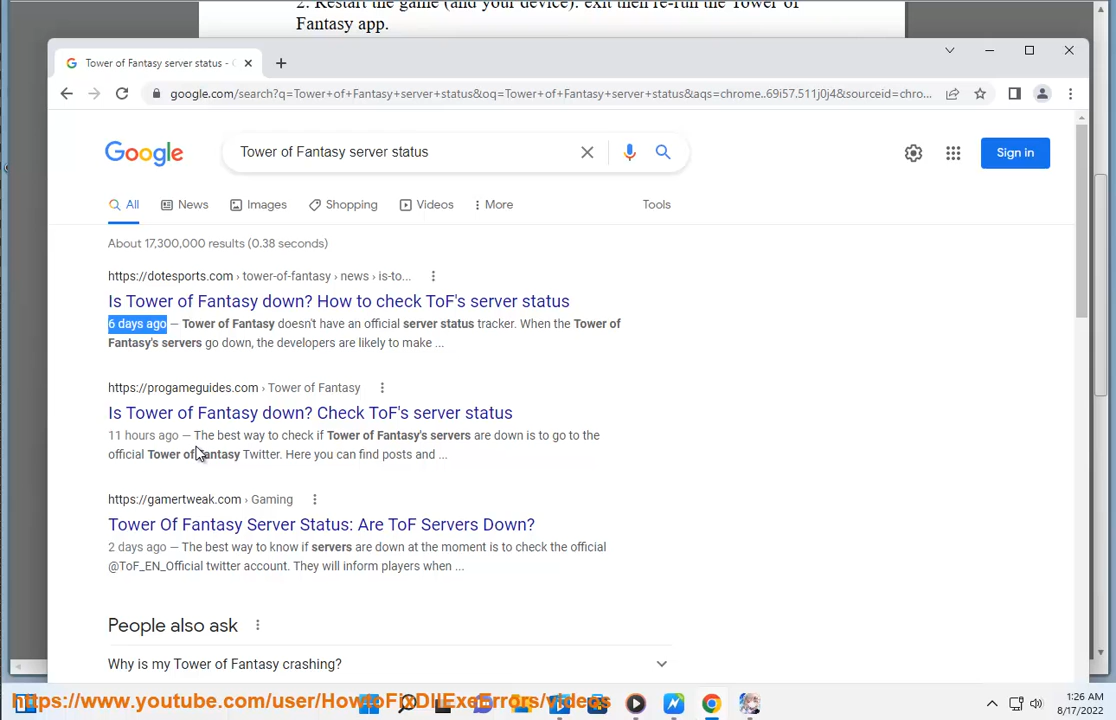 2. Restart the game (and your device): exit then re-run the Tower of
Fantasy app.
Tower of Fantasy server status -
google.com/search?q=Tower+of+Fantasy+server+status&oq=Tower+of+Fantasy+server+status&aqs=chrome..69i57.511j0j4&sourceid=chro...
Google
Tower of Fantasy server status
Sign in
All
News
Images
Shopping
Videos
More
Tools
About 17,300,000 results (0.38 seconds)
https://dotesports.com › tower-of-fantasy › news › is-to...
Is Tower of Fantasy down? How to check ToF's server status
6 days ago — Tower of Fantasy doesn't have an official server status tracker. When the Tower of
Fantasy's servers go down, the developers are likely to make ...
https://progameguides.com › Tower of Fantasy
Is Tower of Fantasy down? Check ToF's server status
11 hours ago — The best way to check if Tower of Fantasy's servers are down is to go to the
official Tower of Fantasy Twitter. Here you can find posts and ...
https://gamertweak.com › Gaming
Tower Of Fantasy Server Status: Are ToF Servers Down?
2 days ago — The best way to know if servers are down at the moment is to check the official
@ToF_EN_Official twitter account. They will inform players when ...
People also ask
Why is my Tower of Fantasy crashing?
https://www.youtube.com/user/HowtoFixDllExeErrors/videos
1:26 AM
8/17/2022